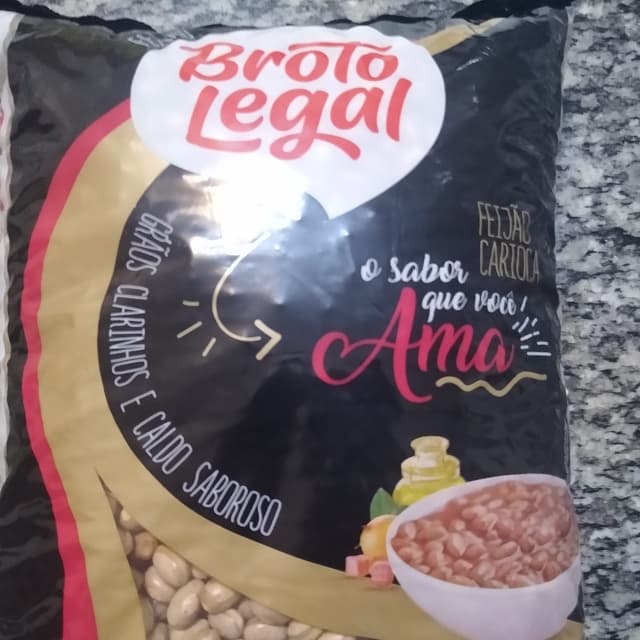 Broto
Legal
FEIJÃO
CARIOCA
o sabor
que você!
Ama
GRÃOS CLARINHOS E CALDO SABOROSO